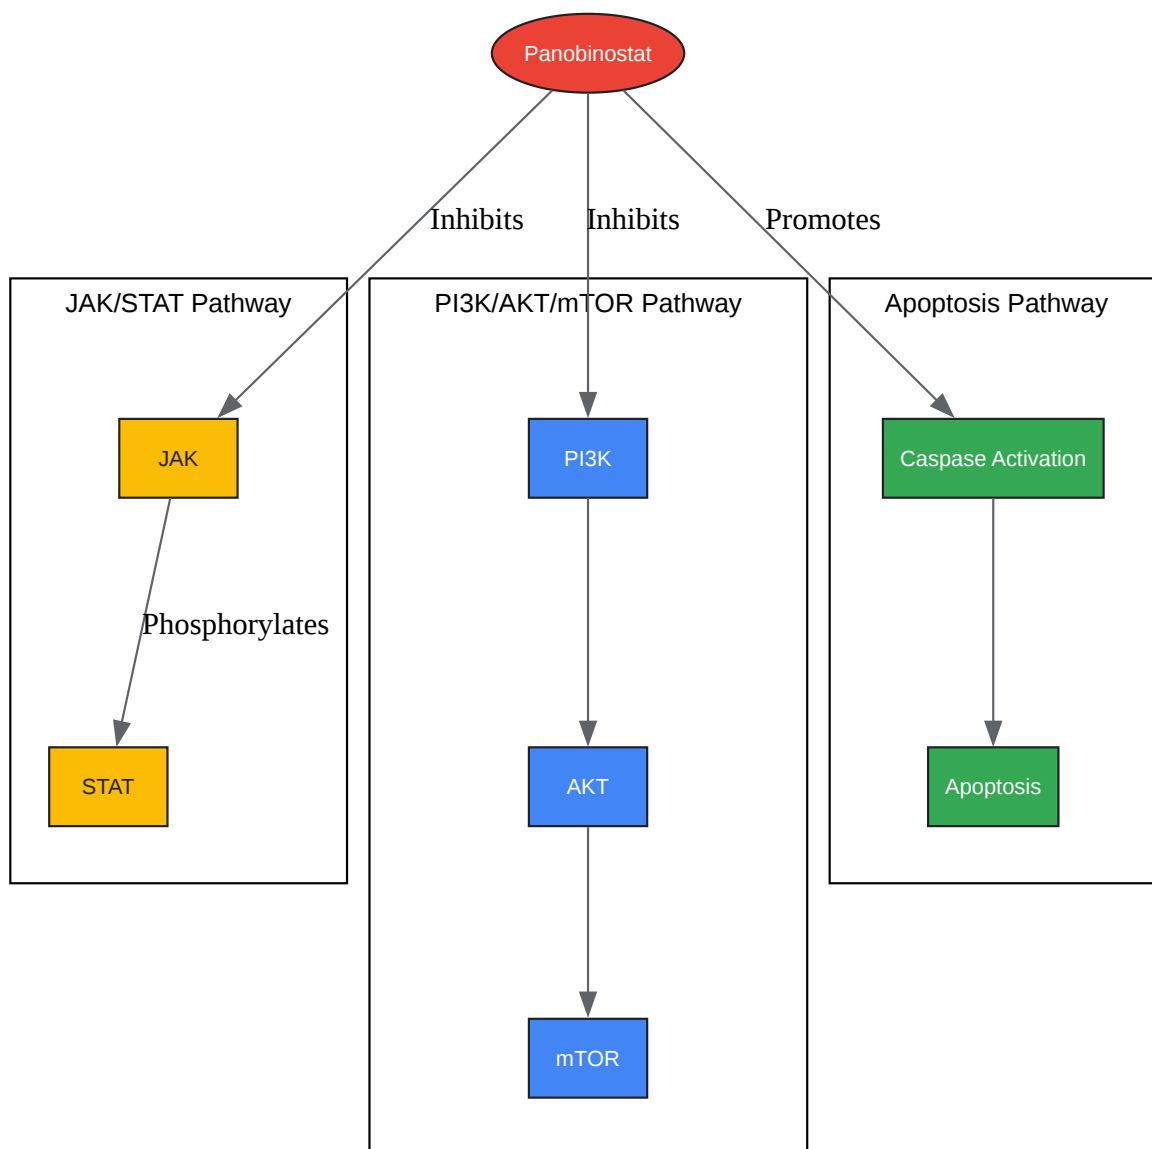 Panobinostat
Inhibits
Inhibits
Promotes
JAK/STAT Pathway
PI3K/AKT/mTOR Pathway
Apoptosis Pathway
JAK
PI3K
Caspase Activation
Phosphorylates
STAT
AKT
Apoptosis
mTOR